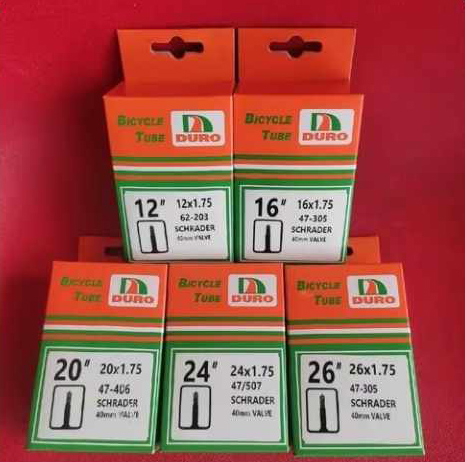 BICYCLE TUBE DURO
12" 12x1.75
62-203
SCHRADER
40mm VALVE
BICYCLE TUBE DURO
16" 16x1.75
47-305
SCHRADER
40mm VALVE
BICYCLE TUBE DURO
20" 20x1.75
47-406
SCHRADER
40mm VALVE
BICYCLE TUBE DURO
24" 24x1.75
47/507
SCHRADER
40mm VALVE
BICYCLE TUBE DURO
26" 26x1.75
47-305
SCHRADER
40mm VALVE